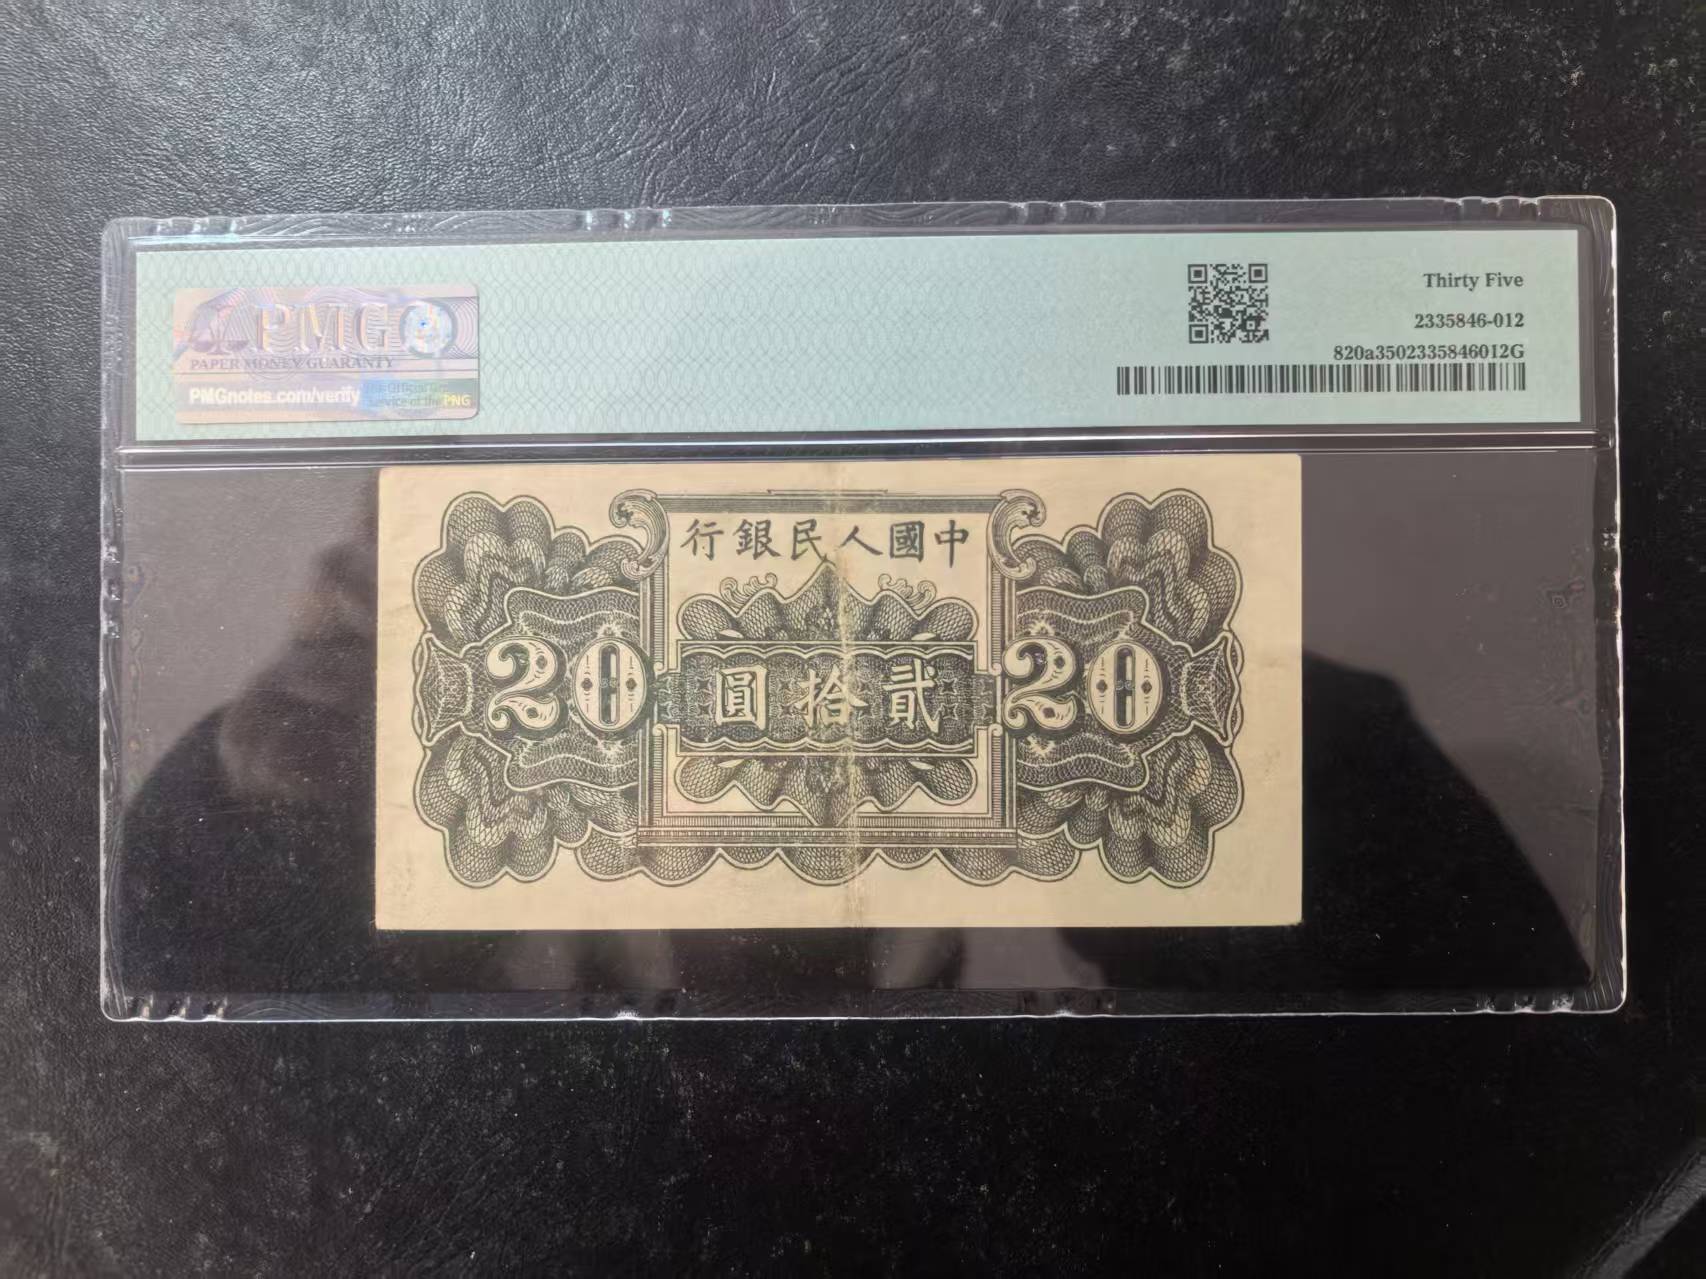 PMG
PAPER MONEY GUARANTY
PMGnotes.com/verify
PNG
Thirty Five
2335846-012
820a3502335846012G
行銀民人國中
20
圓拾貳
20